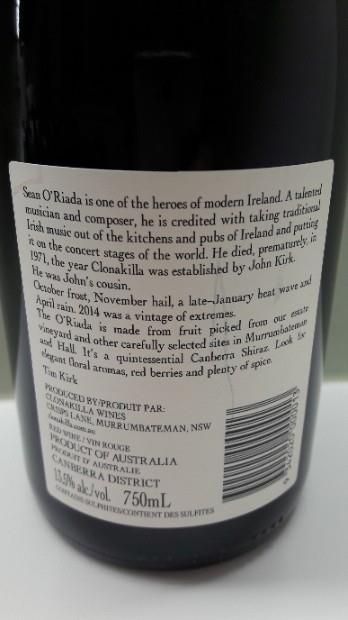 Sean O'Riada is one of the heroes of modern Ireland. A talented
musician and composer, he is credited with taking traditional
Irish music out of the kitchens and pubs of Ireland and putting
it on the concert stages of the world. He died, prematurely, in
1971, the year Clonakilla was established by John Kirk.
He was John's cousin.
October frost, November hail, a late-January heat wave and
April rain. 2014 was a vintage of extremes.
The O'Riada is made from fruit picked from our estate
vineyard and other carefully selected sites in Murrumbateman
and Hall. It's a quintessential Canberra Shiraz. Look for
elegant floral aromas, red berries and plenty of spice.
Tim Kirk
PRODUCED BY/PRODUIT PAR:
CLONAKILLA WINES
CRISPS LANE, MURRUMBATEMAN, NSW
clonakilla.com.au
RED WINE / VIN ROUGE
PRODUCT OF AUSTRALIA
PRODUIT D' AUSTRALIE
CANBERRA DISTRICT
13.5% alc./vol. 750mL
CONTAINS SULPHITES/CONTIENT DES SULFITES